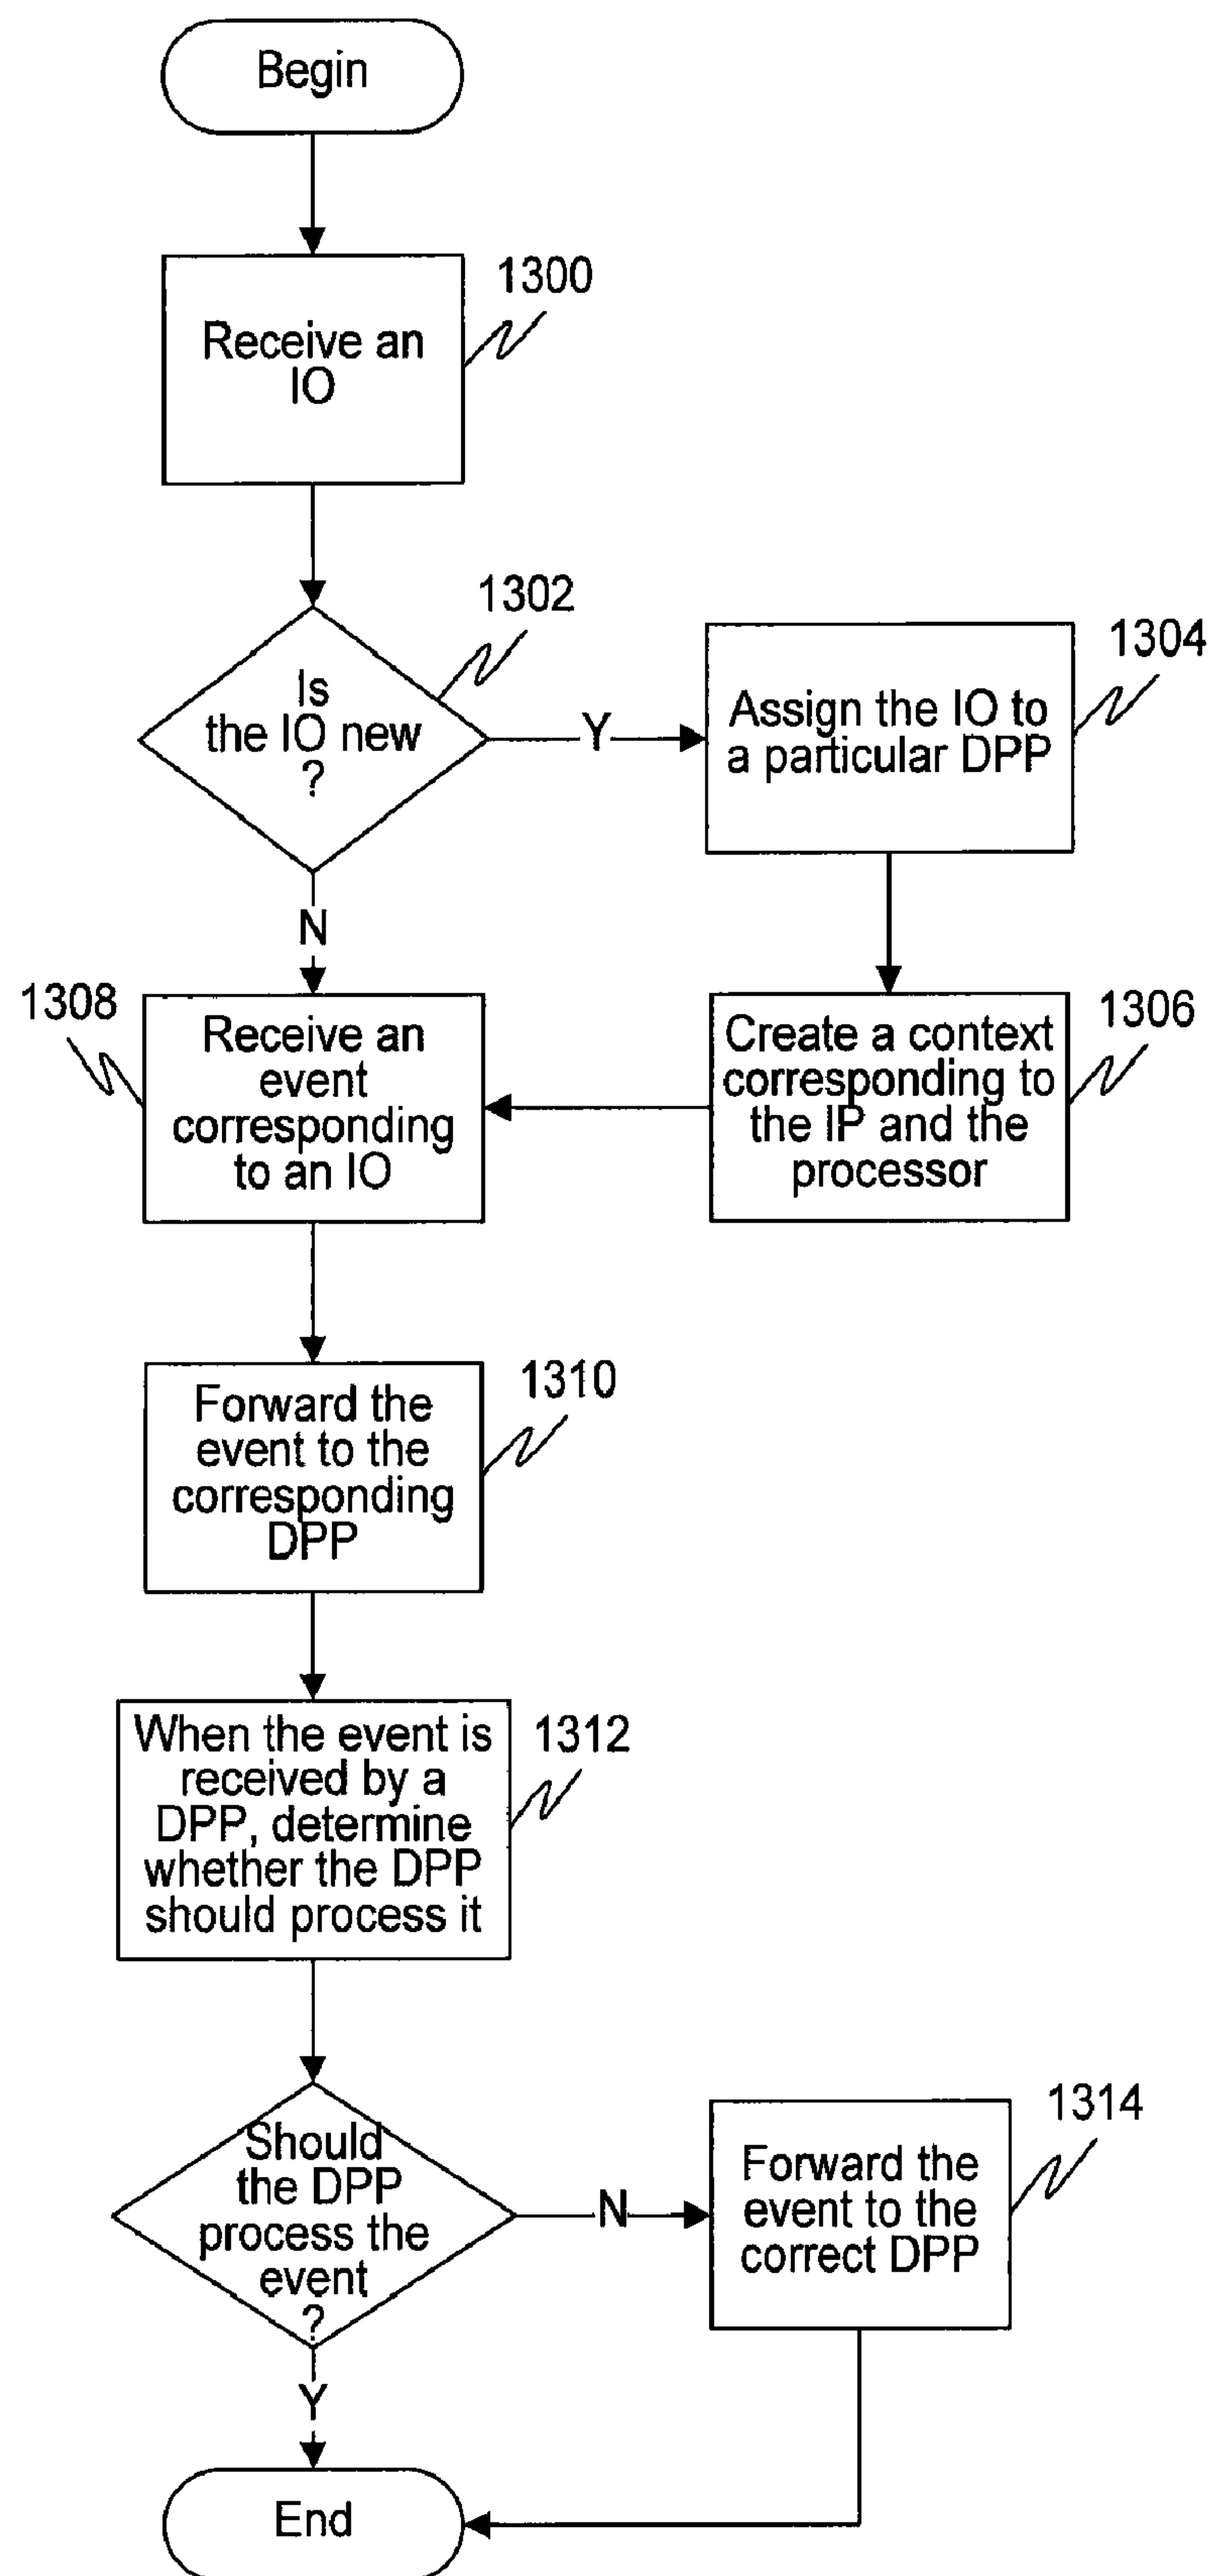 Begin
1300
Receive an
IO
1302
Is
the IO new
?
Y
1304
Assign the IO to
a particular DPP
N
1306
Create a context
corresponding to
the IP and the
processor
1308
Receive an
event
corresponding
to an IO
1310
Forward the
event to the
corresponding
DPP
1312
When the event is
received by a
DPP, determine
whether the DPP
should process it
Should
the DPP
process the
event
?
N
1314
Forward the
event to the
correct DPP
Y
End